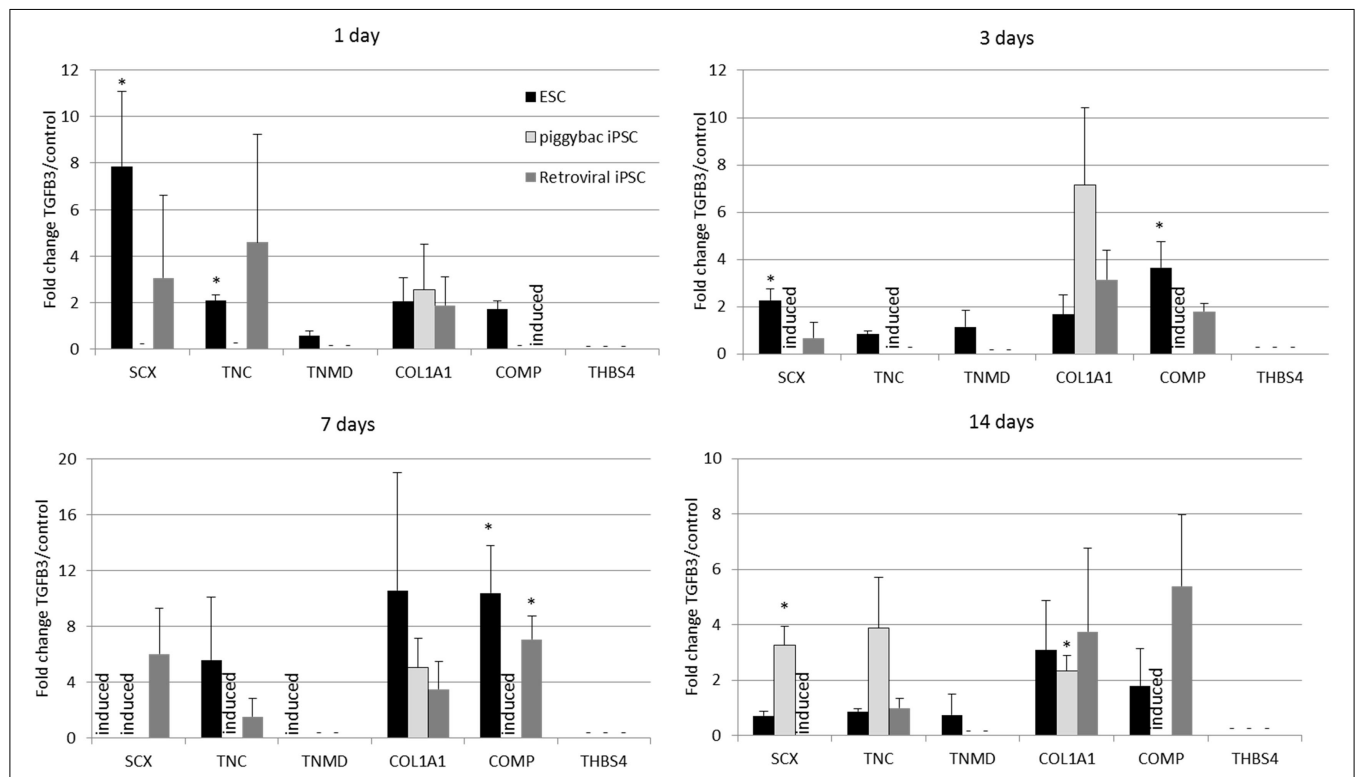 1 day
Fold change TGFB3/control
12
10
8
6
4
2
0
*
*
induced
- - - - - - - -
SCX TNC TNMD COL1A1 COMP THBS4
ESC
piggybac iPSC
Retroviral iPSC
3 days
Fold change TGFB3/control
12
10
8
6
4
2
0
*
*
induced induced induced
- - - - - -
SCX TNC TNMD COL1A1 COMP THBS4
7 days
Fold change TGFB3/control
20
16
12
8
4
0
*
*
induced induced induced induced induced
- - - - -
SCX TNC TNMD COL1A1 COMP THBS4
14 days
Fold change TGFB3/control
10
8
6
4
2
0
*
*
induced induced
- - - - -
SCX TNC TNMD COL1A1 COMP THBS4